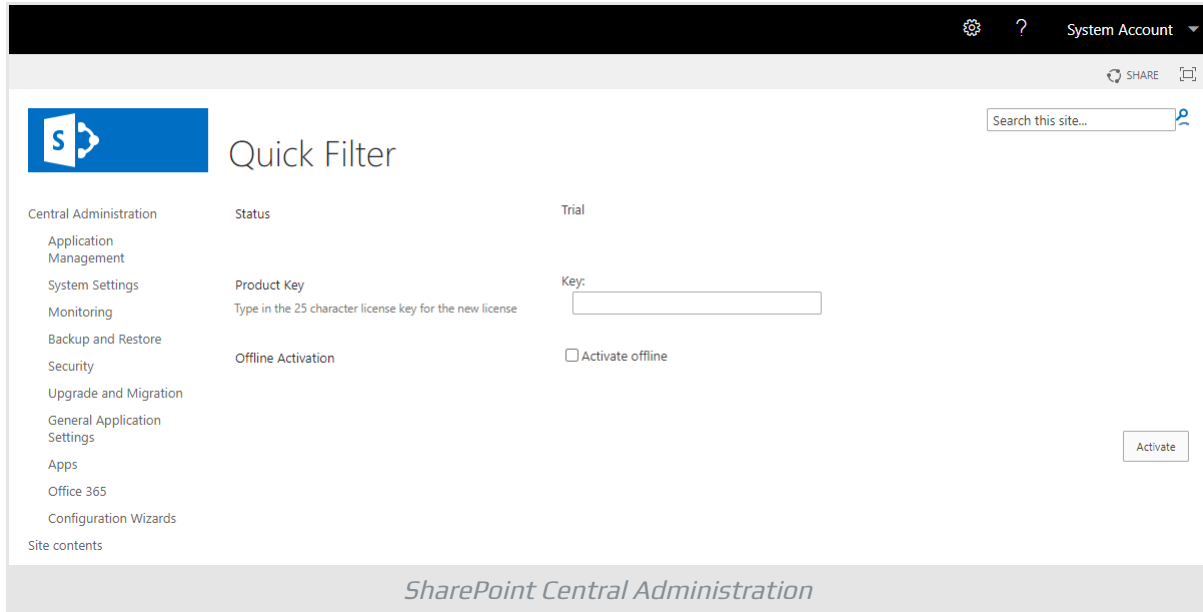 ?
System Account
SHARE
Search this site...
S
Quick Filter
Central Administration
Application
Management
System Settings
Monitoring
Backup and Restore
Security
Upgrade and Migration
General Application
Settings
Apps
Office 365
Configuration Wizards
Site contents
Status
Trial
Product Key
Type in the 25 character license key for the new license
Key:
Offline Activation
Activate offline
Activate
SharePoint Central Administration